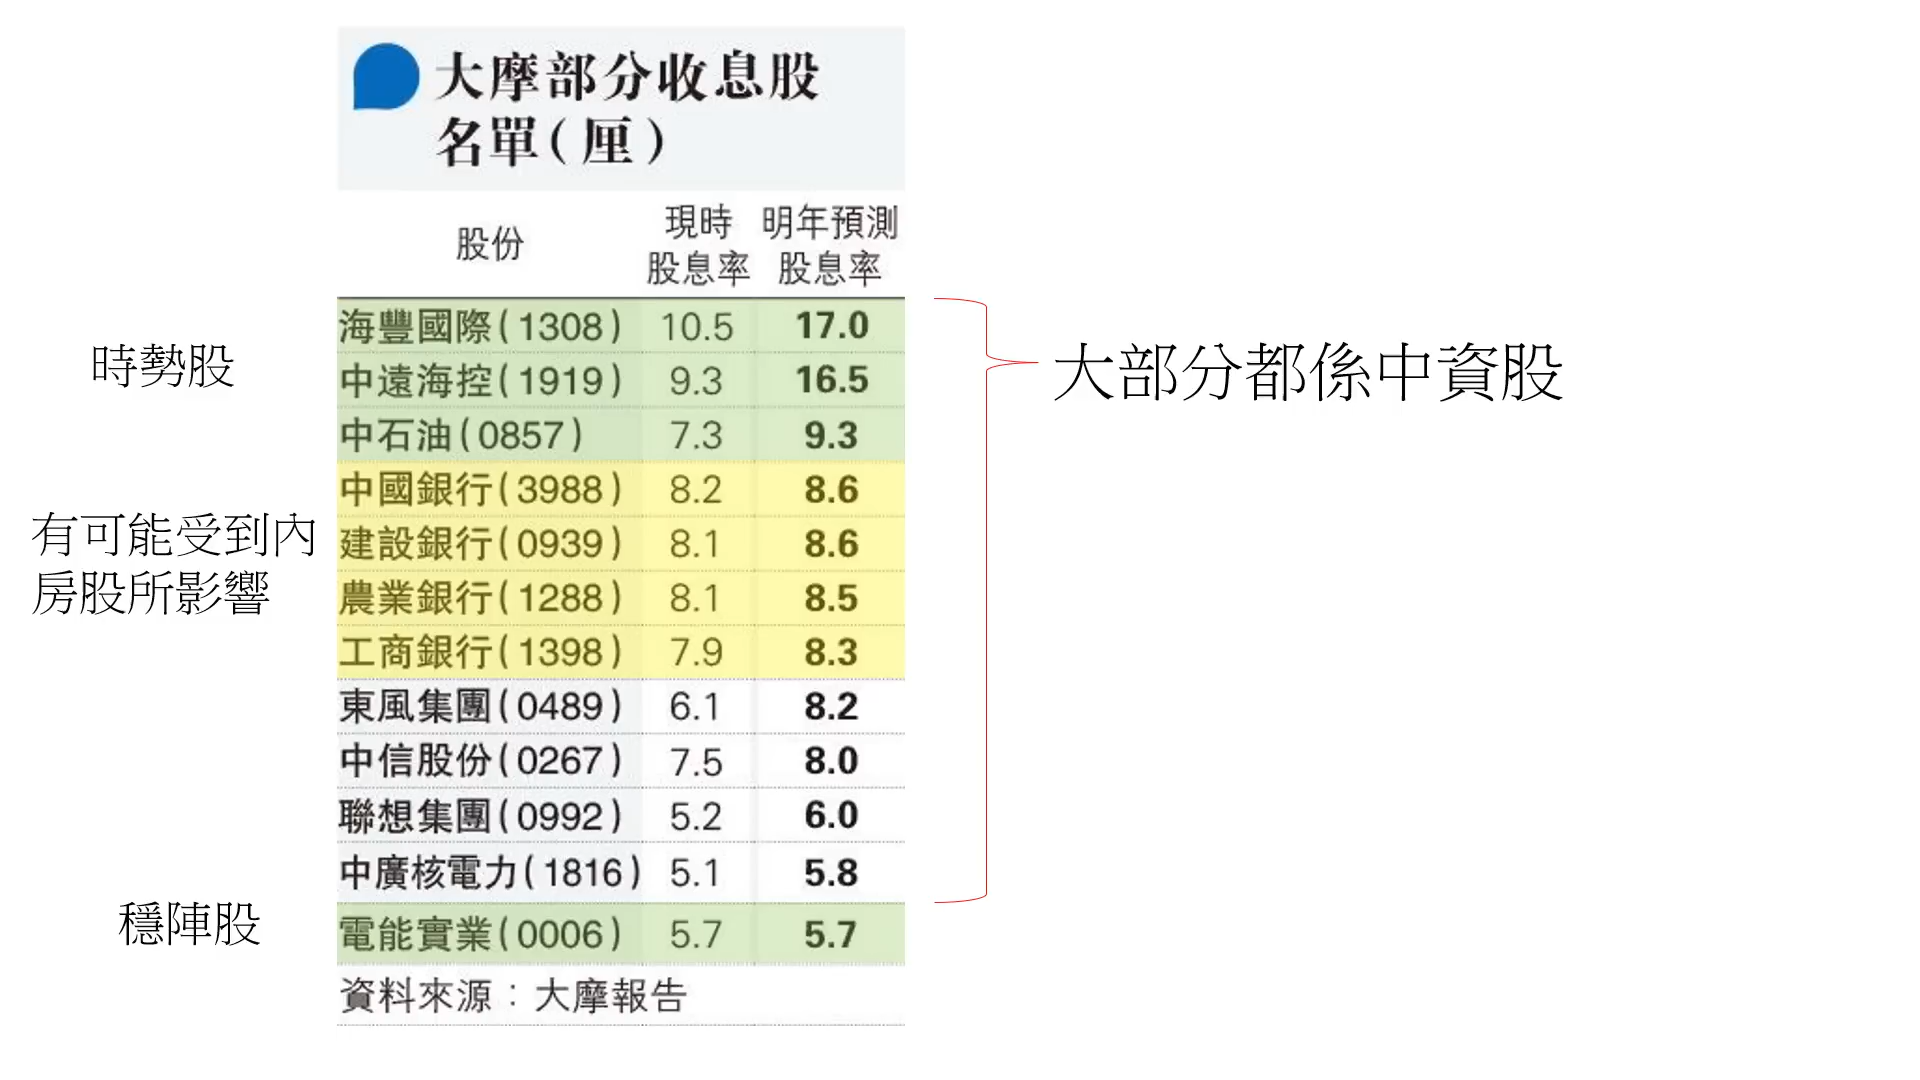 大摩部分收息股
名單(厘)
股份
現時
股息率
明年預測
股息率
海豐國際(1308) 10.5 17.0
中遠海控(1919) 9.3 16.5
中石油(0857) 7.3 9.3
中國銀行(3988) 8.2 8.6
建設銀行(0939) 8.1 8.6
農業銀行(1288) 8.1 8.5
工商銀行(1398) 7.9 8.3
東風集團(0489) 6.1 8.2
中信股份(0267) 7.5 8.0
聯想集團(0992) 5.2 6.0
中廣核電力(1816) 5.1 5.8
電能實業(0006) 5.7 5.7
資料來源：大摩報告
時勢股
有可能受到內
房股所影響
穩陣股
大部分都係中資股